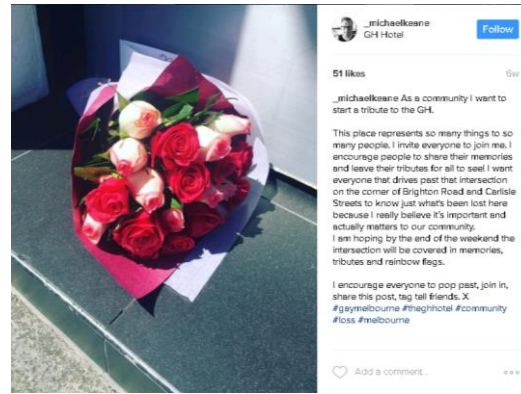 _michaelkeane
GH Hotel
Follow
51 likes
6w
_michaelkeane As a community I want to
start a tribute to the GH.
This place represents so many things to so
many people. I invite everyone to join me. I
encourage people to share their memories
and leave their tributes for all to see! I want
everyone that drives past that intersection
on the corner of Brighton Road and Carlisle
Streets to know just what's been lost here
because I really believe it's important and
actually matters to our community.
I am hoping by the end of the weekend the
intersection will be covered in memories,
tributes and rainbow flags.
I encourage everyone to pop past, join in,
share this post, tag tell friends. X
#gaymelbourne #theghhotel #community
#loss #melbourne
Add a comment...